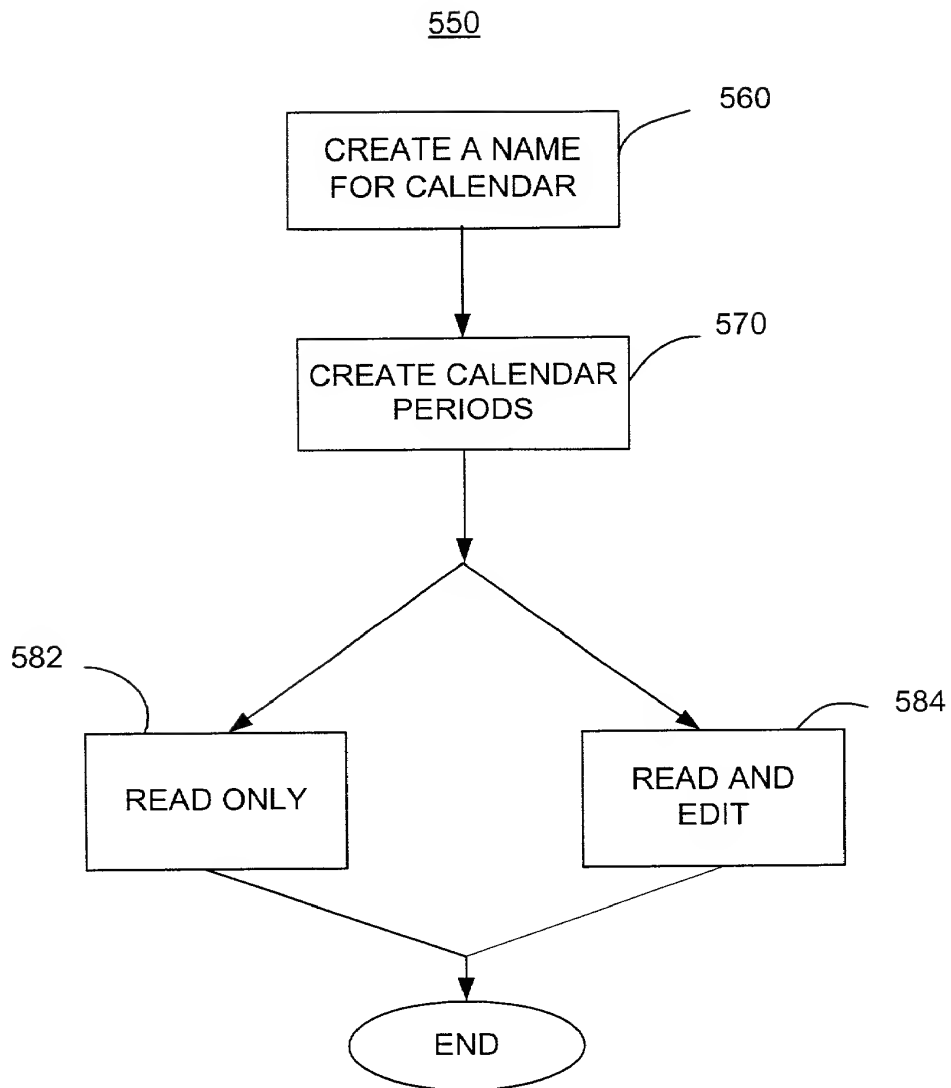 550
560
CREATE A NAME
FOR CALENDAR
570
CREATE CALENDAR
PERIODS
582
584
READ ONLY
READ AND
EDIT
END